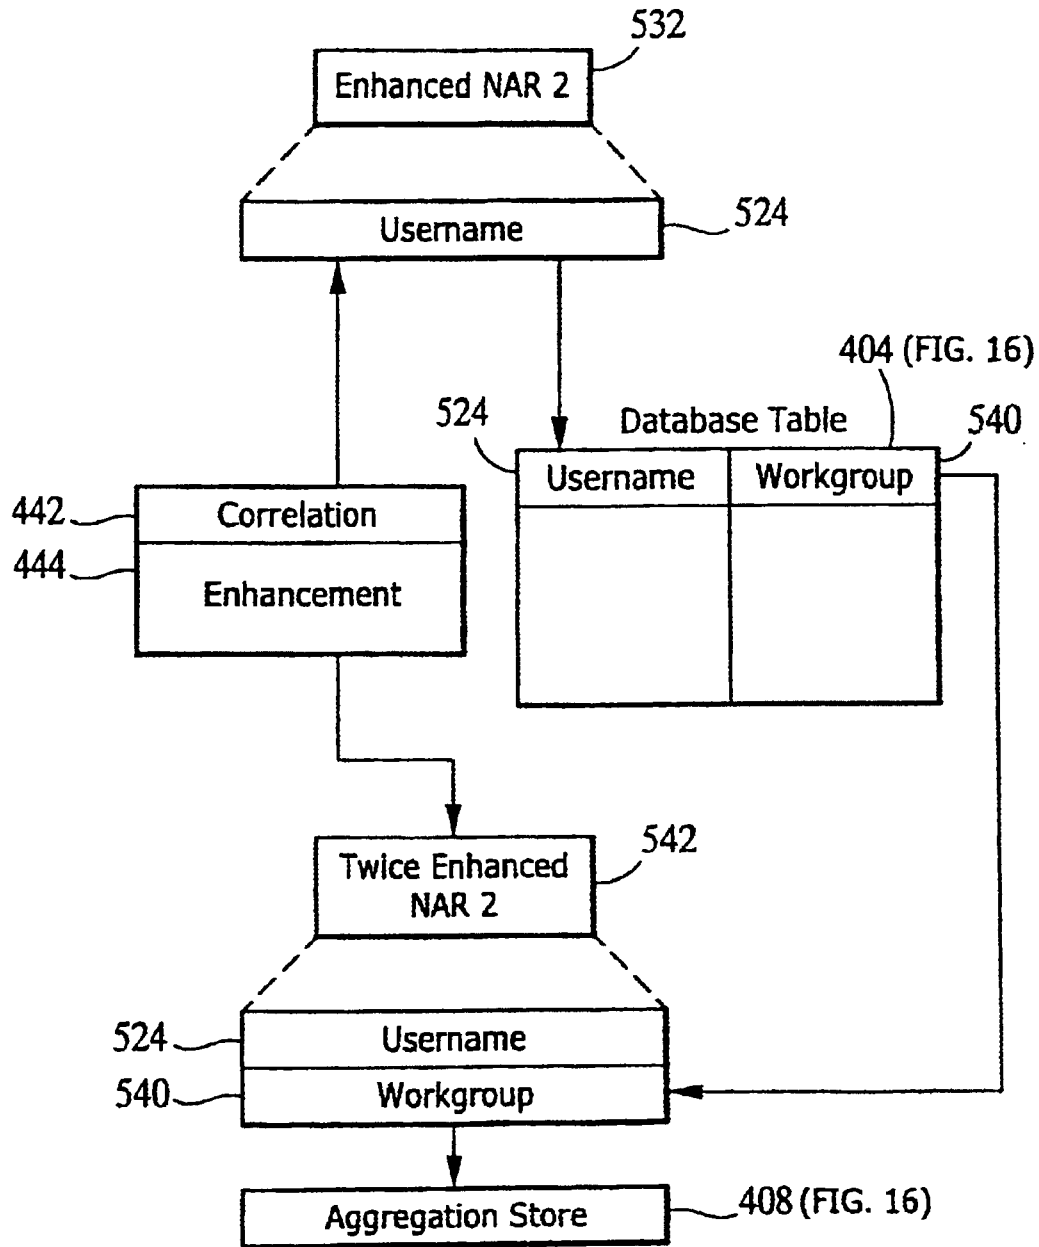 532
Enhanced NAR 2
Username
524
404 (FIG. 16)
524
Database Table
540
Username
Workgroup
442
Correlation
444
Enhancement
Twice Enhanced
NAR 2
542
524
Username
540
Workgroup
Aggregation Store
408 (FIG. 16)